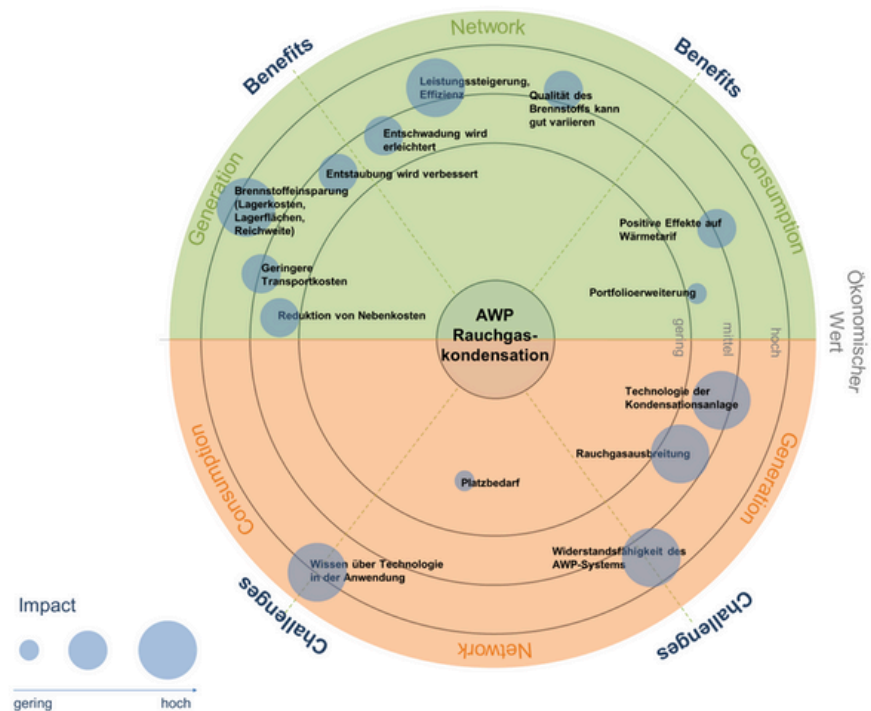 Network
Benefits
Benefits
Leistungssteigerung,
Effizienz
Qualität des
Brennstoffs kann
gut variieren
Entschwadung wird
erleichtert
Generation
Consumption
Entstaubung wird verbessert
Brennstoffeinsparung
(Lagerkosten,
Lagerflächen,
Reichweite)
Positive Effekte auf
Wärmetarif
Geringere
Transportkosten
Portfolioerweiterung
Reduktion von Nebenkosten
AWP
Rauchgas-
kondensation
gering
mittel
hoch
Ökonomischer
Wert
Technologie der
Kondensationsanlage
Rauchgasausbreitung
Consumption
Generation
Platzbedarf
Widerstandsfähigkeit des
AWP-Systems
Wissen über Technologie
in der Anwendung
Challenges
Challenges
Network
Impact
gering
hoch